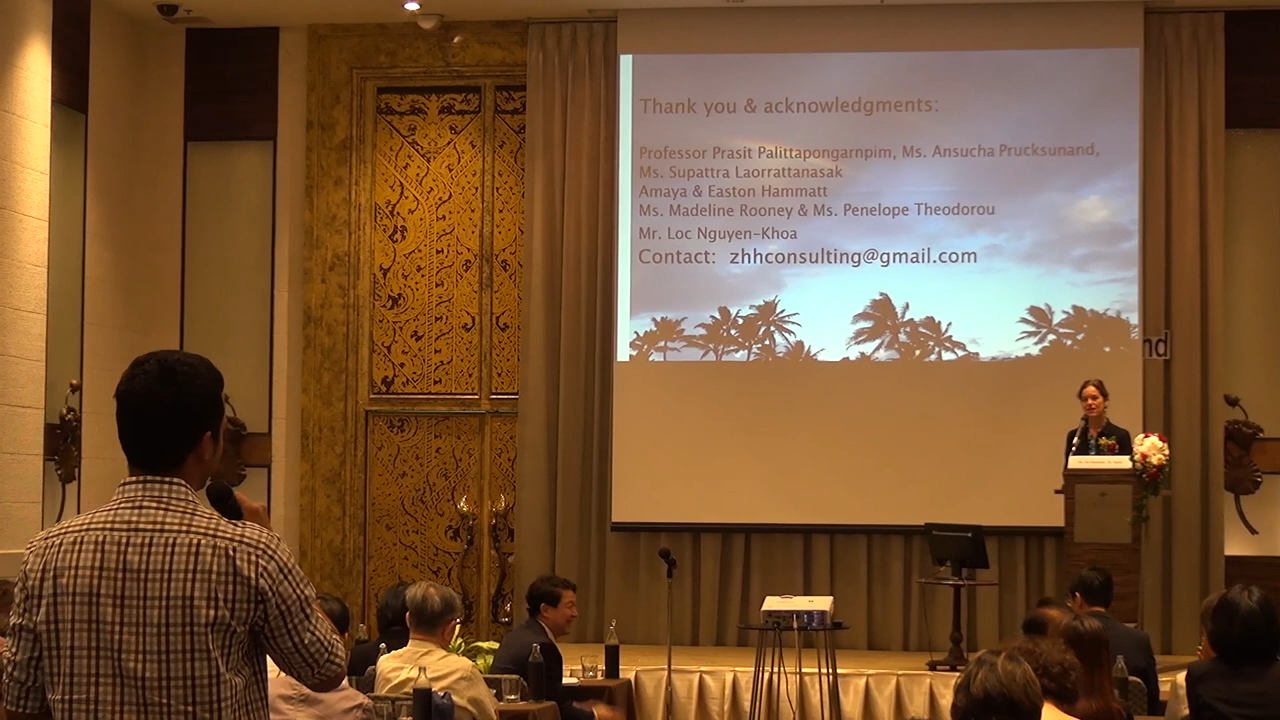 Thank you & acknowledgments:
Professor Prasit Palittapongarnpim, Ms. Ansucha Prucksunand,
Ms. Supattra Laorrattanasak
Amaya & Easton Hammatt
Ms. Madeline Rooney & Ms. Penelope Theodorou
Mr. Loc Nguyen-Khoa
Contact: zhhconsulting@gmail.com
nd